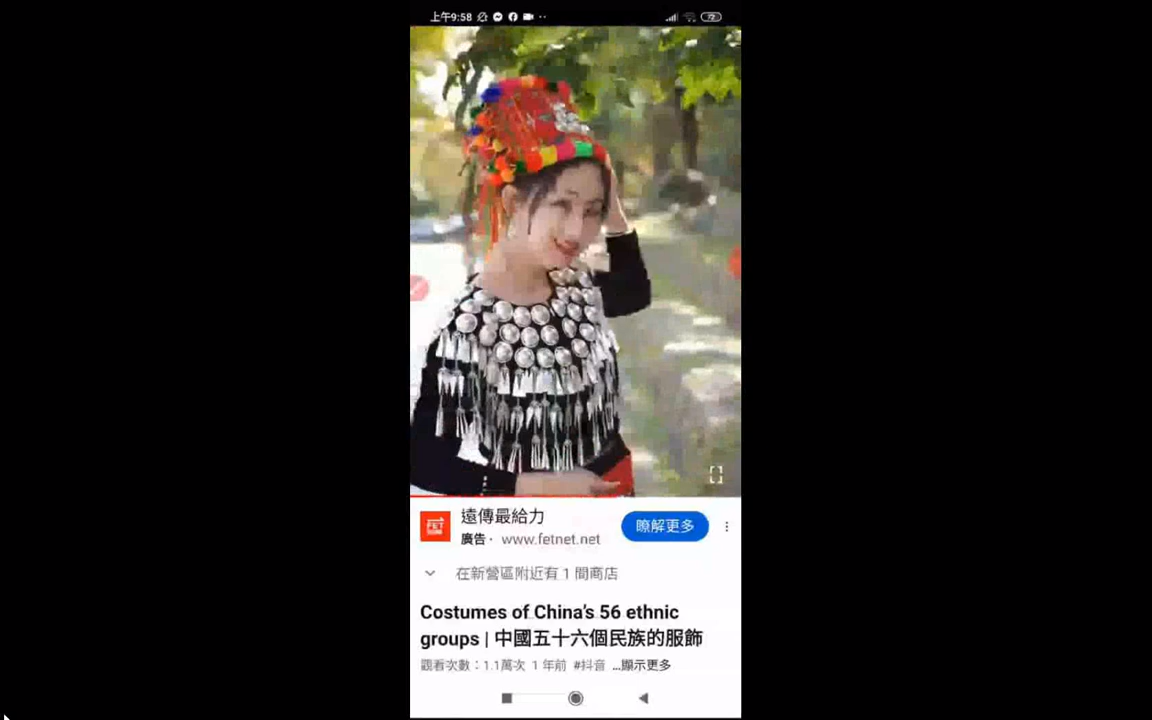 上午9:58
72
遠傳最給力
FET
瞭解更多
廣告・ www.fetnet.net
在新營區附近有 1 間商店
Costumes of China's 56 ethnic
groups | 中國五十六個民族的服飾
觀看次數：1.1萬次 1 年前 #抖音 ...顯示更多